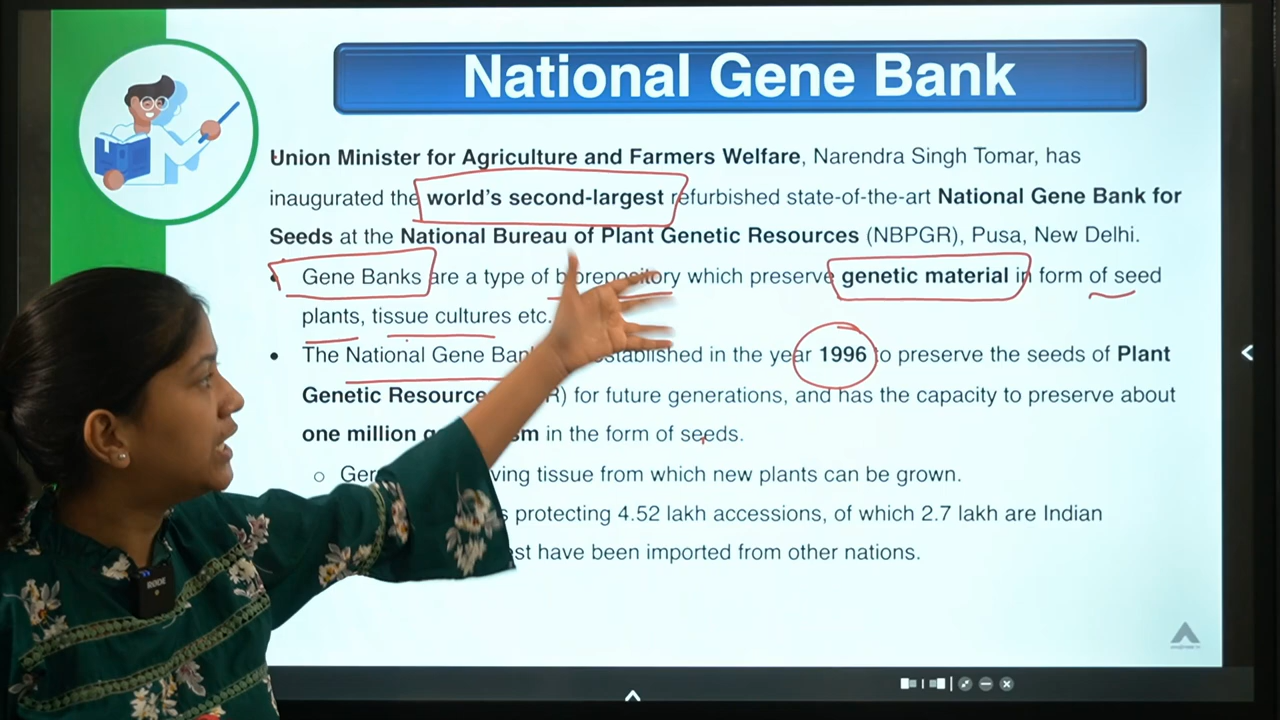 National Gene Bank
Union Minister for Agriculture and Farmers Welfare, Narendra Singh Tomar, has
inaugurated the world's second-largest refurbished state-of-the-art National Gene Bank for
Seeds at the National Bureau of Plant Genetic Resources (NBPGR), Pusa, New Delhi.
• Gene Banks are a type of biorepository which preserve genetic material in form of seed
plants, tissue cultures etc.
• The National Gene established in the year 1996 to preserve the seeds of Plant
Genetic for future generations, and has the capacity to preserve about
one million in the form of seeds.
tissue from which new plants can be grown.
protecting 4.52 lakh accessions, of which 2.7 lakh are Indian
have been imported from other nations.
RODE